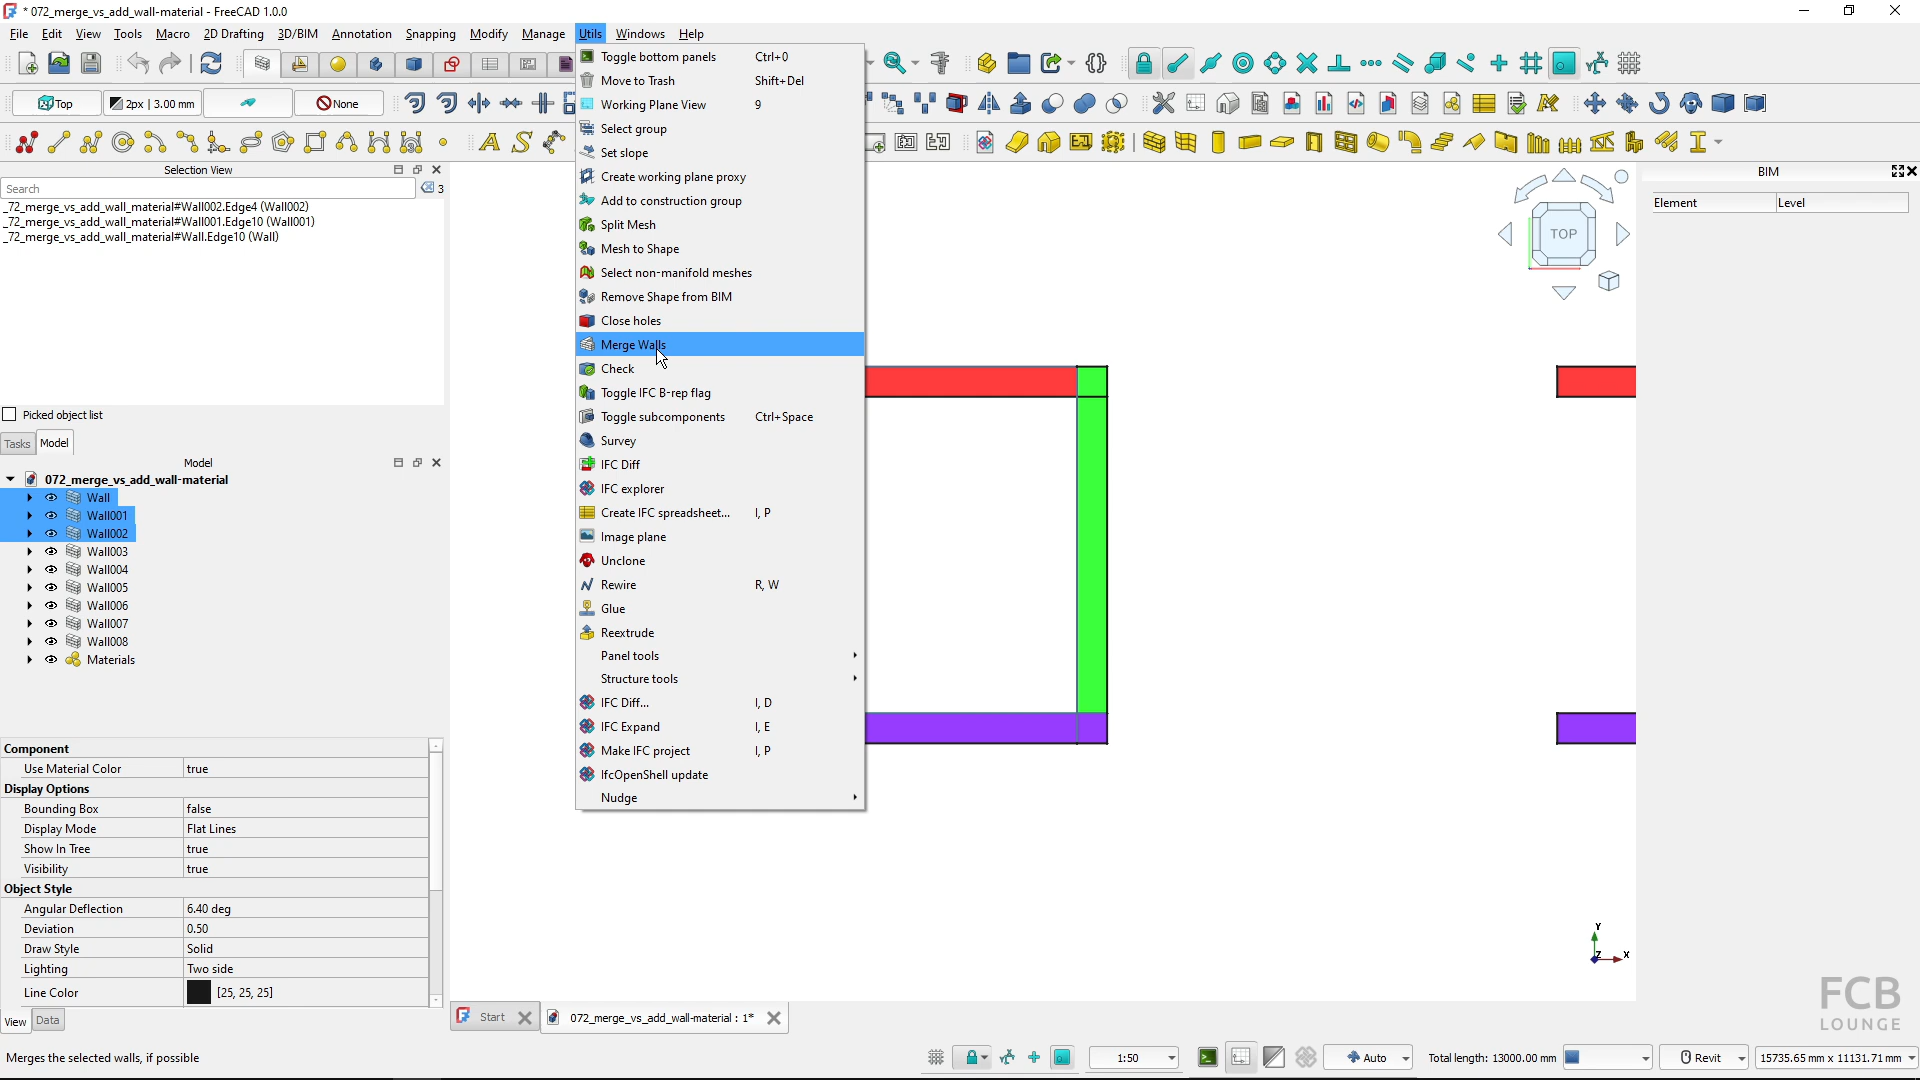 * 072_merge_vs_add_wall-material - FreeCAD 1.0.0
File Edit View Tools Macro 2D Drafting 3D/BIM Annotation Snapping Modify Manage Utils Windows Help
Top
2px | 3.00 mm
None
Toggle bottom panels Ctrl+0
Move to Trash Shift+Del
Working Plane View 9
Select group
Set slope
Create working plane proxy
Add to construction group
Split Mesh
Mesh to Shape
Select non-manifold meshes
Remove Shape from BIM
Close holes
Merge Walls
Check
Toggle IFC B-rep flag
Toggle subcomponents Ctrl+Space
Survey
IFC Diff
IFC explorer
Create IFC spreadsheet... I, P
Image plane
Unclone
Rewire R, W
Glue
Reextrude
Panel tools
Structure tools
IFC Diff... I, D
IFC Expand I, E
Make IFC project I, P
IfcOpenShell update
Nudge
Selection View
Search
3
_72_merge_vs_add_wall_material#Wall002.Edge4 (Wall002)
_72_merge_vs_add_wall_material#Wall001.Edge10 (Wall001)
_72_merge_vs_add_wall_material#Wall.Edge10 (Wall)
Picked object list
Tasks Model
Model
072_merge_vs_add_wall-material
Wall
Wall001
Wall002
Wall003
Wall004
Wall005
Wall006
Wall007
Wall008
Materials
Component
Use Material Color true
Display Options
Bounding Box false
Display Mode Flat Lines
Show In Tree true
Visibility true
Object Style
Angular Deflection 6.40 deg
Deviation 0.50
Draw Style Solid
Lighting Two side
Line Color [25, 25, 25]
View Data
TOP
BIM
Element Level
Y
Z X
Start
072_merge_vs_add_wall-material : 1*
FCB
LOUNGE
Merges the selected walls, if possible
1:50
Auto
Total length: 13000.00 mm
Revit
15735.65 mm x 11131.71 mm